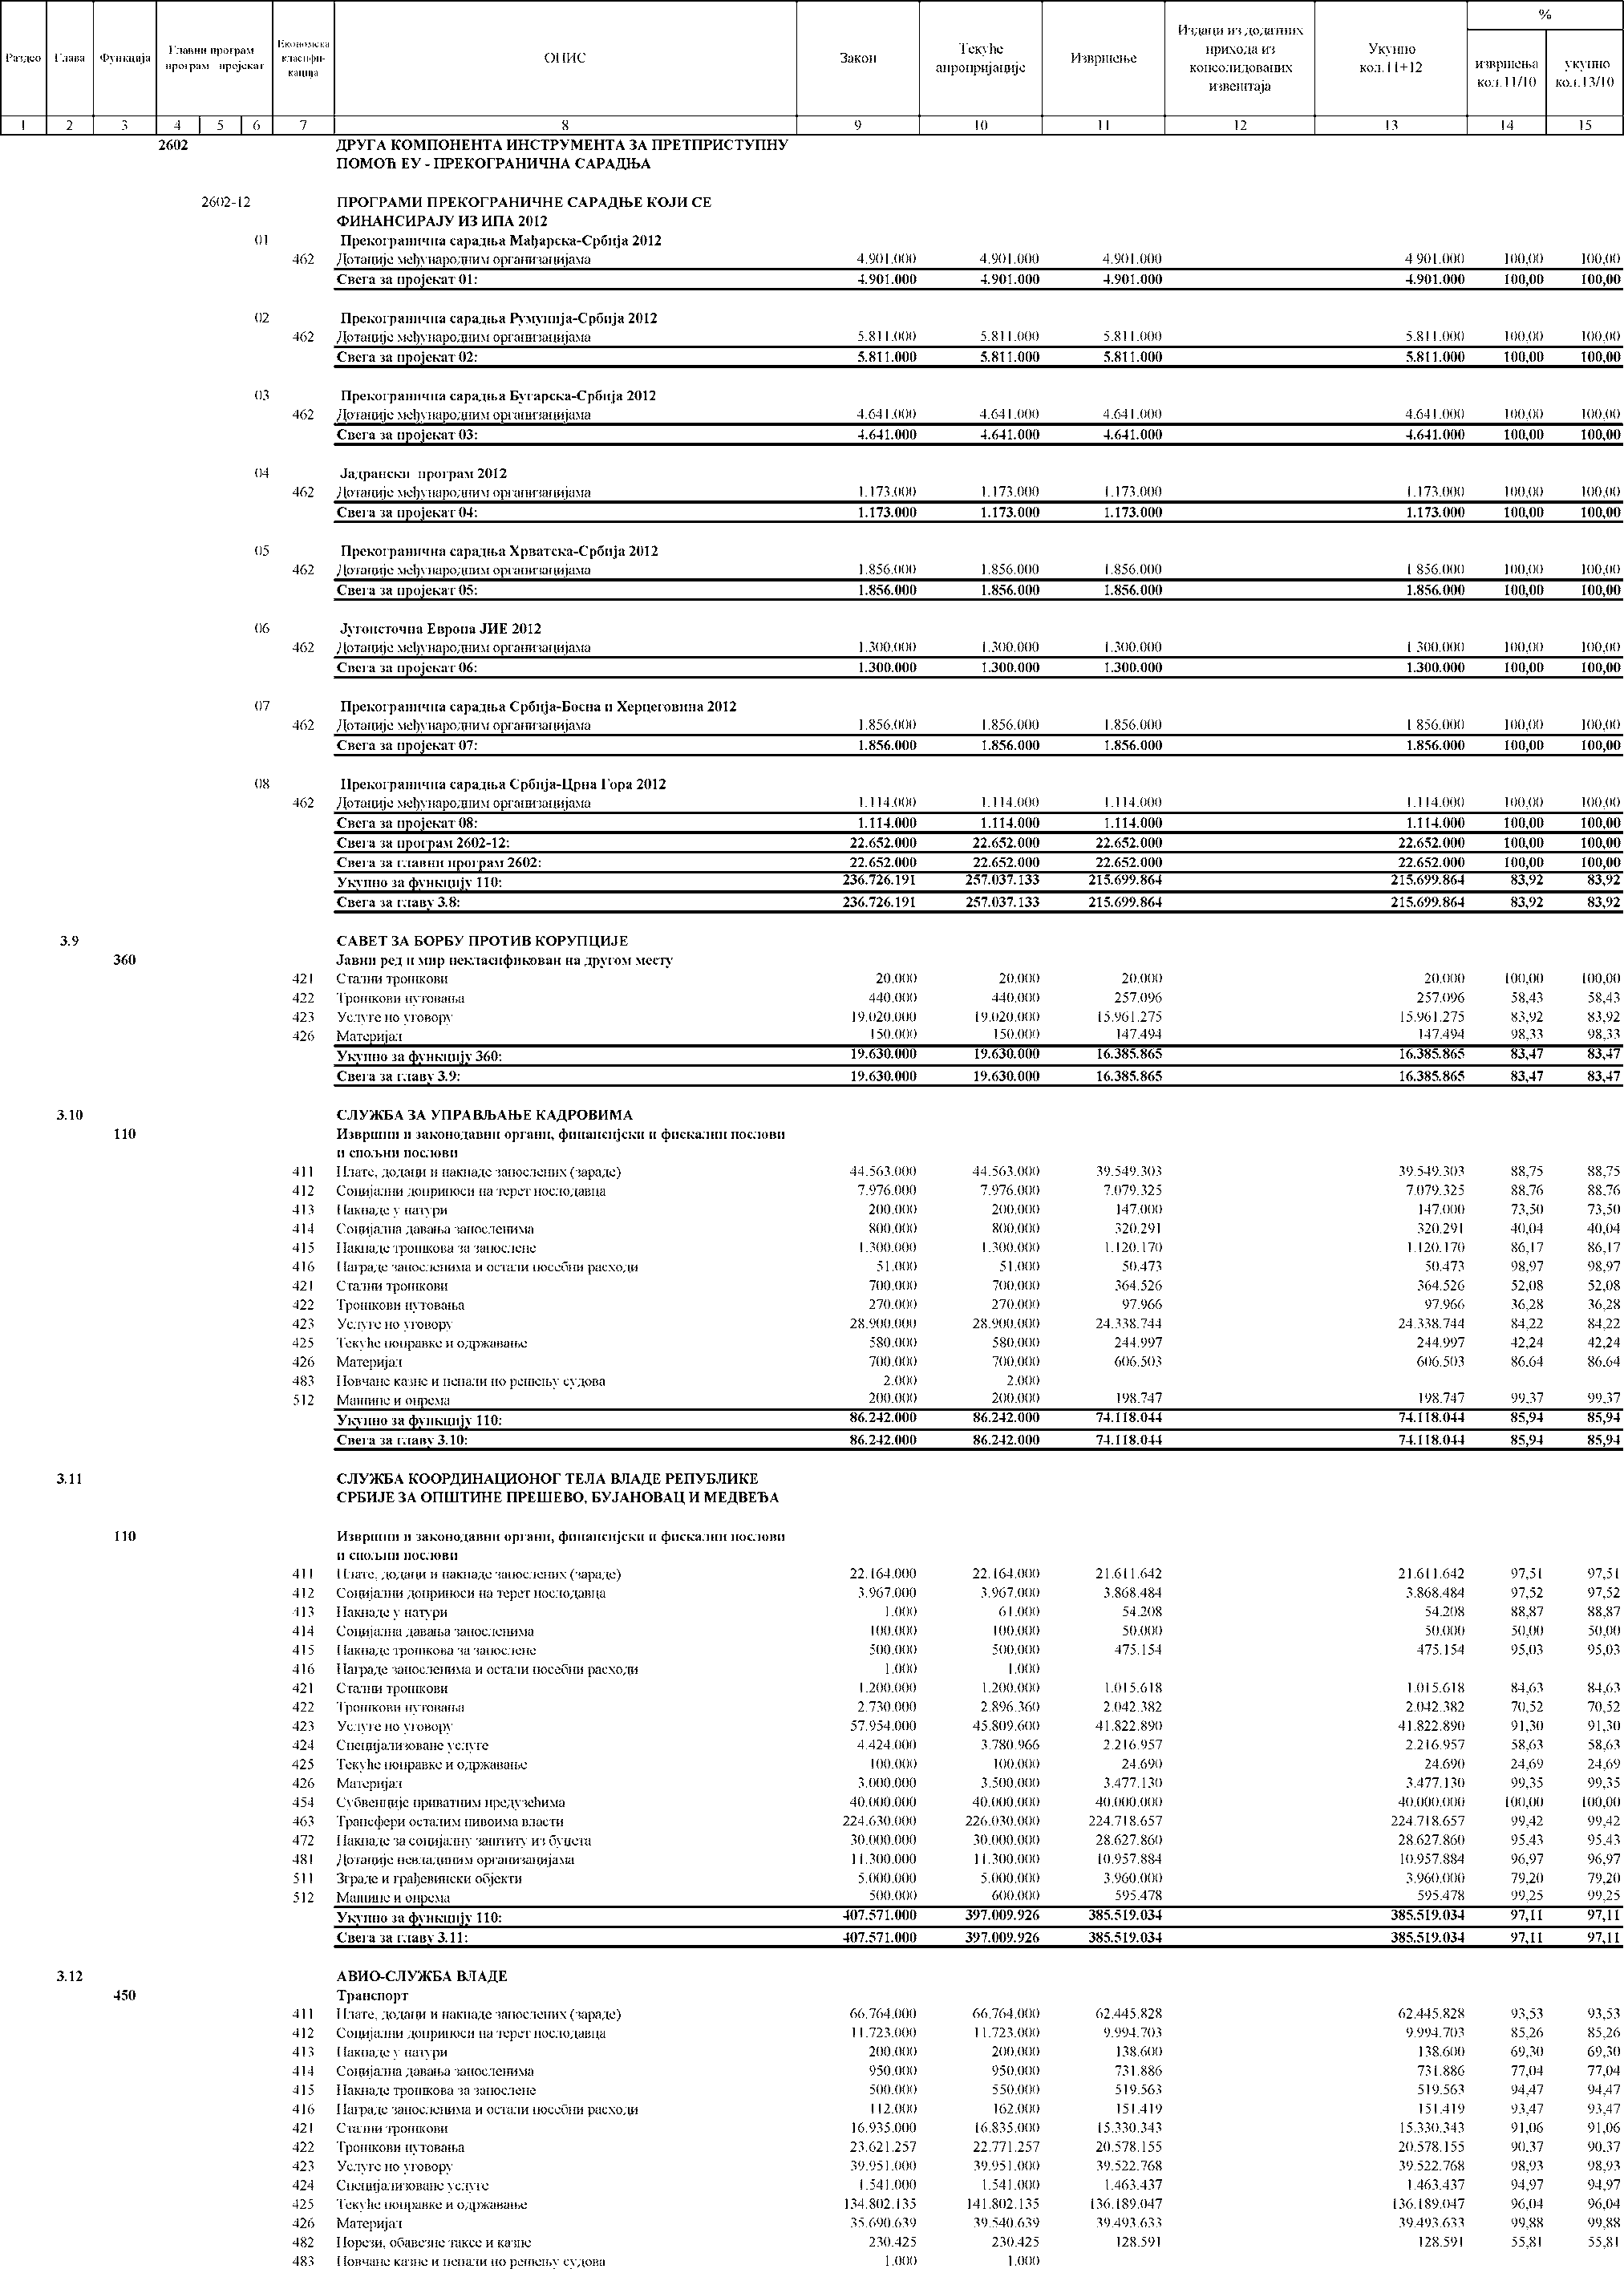 %
Раздео Глава Функција Главни програм програм пројекат Економска класифи-кација ОПИС Закон Текуће апропријације Извршење Издаци из додатних прихода из консолидованих извештаја Укупно кол.11+12 извршења кол.11/10 укупно кол.13/10
1 2 3 4 5 6 7 8 9 10 11 12 13 14 15
2602 ДРУГА КОМПОНЕНТА ИНСТРУМЕНТА ЗА ПРЕТПРИСТУПНУ
ПОМОЋ ЕУ - ПРЕКОГРАНИЧНА САРАДЊА
2602-12 ПРОГРАМИ ПРЕКОГРАНИЧНЕ САРАДЊЕ КОЈИ СЕ
ФИНАНСИРАЈУ ИЗ ИПА 2012
01 Прекогранична сарадња Мађарска-Србија 2012
462 Дотације међународним организацијама 4.901.000 4.901.000 4.901.000 4.901.000 100,00 100,00
Свега за пројекат 01: 4.901.000 4.901.000 4.901.000 4.901.000 100,00 100,00
02 Прекогранична сарадња Румунија-Србија 2012
462 Дотације међународним организацијама 5.811.000 5.811.000 5.811.000 5.811.000 100,00 100,00
Свега за пројекат 02: 5.811.000 5.811.000 5.811.000 5.811.000 100,00 100,00
03 Прекогранична сарадња Бугарска-Србија 2012
462 Дотације међународним организацијама 4.641.000 4.641.000 4.641.000 4.641.000 100,00 100,00
Свега за пројекат 03: 4.641.000 4.641.000 4.641.000 4.641.000 100,00 100,00
04 Јадрански програм 2012
462 Дотације међународним организацијама 1.173.000 1.173.000 1.173.000 1.173.000 100,00 100,00
Свега за пројекат 04: 1.173.000 1.173.000 1.173.000 1.173.000 100,00 100,00
05 Прекогранична сарадња Хрватска-Србија 2012
462 Дотације међународним организацијама 1.856.000 1.856.000 1.856.000 1.856.000 100,00 100,00
Свега за пројекат 05: 1.856.000 1.856.000 1.856.000 1.856.000 100,00 100,00
06 Југоисточна Европа ЈИЕ 2012
462 Дотације међународним организацијама 1.300.000 1.300.000 1.300.000 1.300.000 100,00 100,00
Свега за пројекат 06: 1.300.000 1.300.000 1.300.000 1.300.000 100,00 100,00
07 Прекогранична сарадња Србија-Босна и Херцеговина 2012
462 Дотације међународним организацијама 1.856.000 1.856.000 1.856.000 1.856.000 100,00 100,00
Свега за пројекат 07: 1.856.000 1.856.000 1.856.000 1.856.000 100,00 100,00
08 Прекогранична сарадња Србија-Црна Гора 2012
462 Дотације међународним организацијама 1.114.000 1.114.000 1.114.000 1.114.000 100,00 100,00
Свега за пројекат 08: 1.114.000 1.114.000 1.114.000 1.114.000 100,00 100,00
Свега за програм 2602-12: 22.652.000 22.652.000 22.652.000 22.652.000 100,00 100,00
Свега за главни програм 2602: 22.652.000 22.652.000 22.652.000 22.652.000 100,00 100,00
Укупно за функцију 110: 236.726.191 257.037.133 215.699.864 215.699.864 83,92 83,92
Свега за главу 3.8: 236.726.191 257.037.133 215.699.864 215.699.864 83,92 83,92
3.9 САВЕТ ЗА БОРБУ ПРОТИВ КОРУПЦИЈЕ
360 Јавни ред и мир некласификован на другом месту
421 Стални трошкови 20.000 20.000 20.000 20.000 100,00 100,00
422 Трошкови путовања 440.000 440.000 257.096 257.096 58,43 58,43
423 Услуге по уговору 19.020.000 19.020.000 15.961.275 15.961.275 83,92 83,92
426 Материјал 150.000 150.000 147.494 147.494 98,33 98,33
Укупно за функцију 360: 19.630.000 19.630.000 16.385.865 16.385.865 83,47 83,47
Свега за главу 3.9: 19.630.000 19.630.000 16.385.865 16.385.865 83,47 83,47
3.10 СЛУЖБА ЗА УПРАВЉАЊЕ КАДРОВИМА
110 Извршни и законодавни органи, финансијски и фискални послови
и спољни послови
411 Плате, додаци и накнаде запослених (зараде) 44.563.000 44.563.000 39.549.303 39.549.303 88,75 88,75
412 Социјални доприноси на терет послодавца 7.976.000 7.976.000 7.079.325 7.079.325 88,76 88,76
413 Накнаде у натури 200.000 200.000 147.000 147.000 73,50 73,50
414 Социјална давања запосленима 800.000 800.000 320.291 320.291 40,04 40,04
415 Накнаде трошкова за запослене 1.300.000 1.300.000 1.120.170 1.120.170 86,17 86,17
416 Награде запосленима и остали посебни расходи 51.000 51.000 50.473 50.473 98,97 98,97
421 Стални трошкови 700.000 700.000 364.526 364.526 52,08 52,08
422 Трошкови путовања 270.000 270.000 97.966 97.966 36,28 36,28
423 Услуге по уговору 28.900.000 28.900.000 24.338.744 24.338.744 84,22 84,22
425 Текуће поправке и одржавање 580.000 580.000 244.997 244.997 42,24 42,24
426 Материјал 700.000 700.000 606.503 606.503 86,64 86,64
483 Новчане казне и пенали по решењу судова 2.000 2.000
512 Машине и опрема 200.000 200.000 198.747 198.747 99,37 99,37
Укупно за функцију 110: 86.242.000 86.242.000 74.118.044 74.118.044 85,94 85,94
Свега за главу 3.10: 86.242.000 86.242.000 74.118.044 74.118.044 85,94 85,94
3.11 СЛУЖБА КООРДИНАЦИОНОГ ТЕЛА ВЛАДЕ РЕПУБЛИКЕ
СРБИЈЕ ЗА ОПШТИНЕ ПРЕШЕВО, БУЈАНОВАЦ И МЕДВЕЂА
110 Извршни и законодавни органи, финансијски и фискални послови
и спољни послови
411 Плате, додаци и накнаде запослених (зараде) 22.164.000 22.164.000 21.611.642 21.611.642 97,51 97,51
412 Социјални доприноси на терет послодавца 3.967.000 3.967.000 3.868.484 3.868.484 97,52 97,52
413 Накнаде у натури 1.000 61.000 54.208 54.208 88,87 88,87
414 Социјална давања запосленима 100.000 100.000 50.000 50.000 50,00 50,00
415 Накнаде трошкова за запослене 500.000 500.000 475.154 475.154 95,03 95,03
416 Награде запосленима и остали посебни расходи 1.000 1.000
421 Стални трошкови 1.200.000 1.200.000 1.015.618 1.015.618 84,63 84,63
422 Трошкови путовања 2.730.000 2.896.360 2.042.382 2.042.382 70,52 70,52
423 Услуге по уговору 57.954.000 45.809.600 41.822.890 41.822.890 91,30 91,30
424 Специјализоване услуге 4.424.000 3.780.966 2.216.957 2.216.957 58,63 58,63
425 Текуће поправке и одржавање 100.000 100.000 24.690 24.690 24,69 24,69
426 Материјал 3.000.000 3.500.000 3.477.130 3.477.130 99,35 99,35
454 Субвенције приватним предузећима 40.000.000 40.000.000 40.000.000 40.000.000 100,00 100,00
463 Трансфери осталим нивоима власти 224.630.000 226.030.000 224.718.657 224.718.657 99,42 99,42
472 Накнаде за социјалну заштиту из буџета 30.000.000 30.000.000 28.627.860 28.627.860 95,43 95,43
481 Дотације невладиним организацијама 11.300.000 11.300.000 10.957.884 10.957.884 96,97 96,97
511 Зграде и грађевински објекти 5.000.000 5.000.000 3.960.000 3.960.000 79,20 79,20
512 Машине и опрема 500.000 600.000 595.478 595.478 99,25 99,25
Укупно за функцију 110: 407.571.000 397.009.926 385.519.034 385.519.034 97,11 97,11
Свега за главу 3.11: 407.571.000 397.009.926 385.519.034 385.519.034 97,11 97,11
3.12 АВИО-СЛУЖБА ВЛАДЕ
450 Транспорт
411 Плате, додаци и накнаде запослених (зараде) 66.764.000 66.764.000 62.445.828 62.445.828 93,53 93,53
412 Социјални доприноси на терет послодавца 11.723.000 11.723.000 9.994.703 9.994.703 85,26 85,26
413 Накнаде у натури 200.000 200.000 138.600 138.600 69,30 69,30
414 Социјална давања запосленима 950.000 950.000 731.886 731.886 77,04 77,04
415 Накнаде трошкова за запослене 500.000 550.000 519.563 519.563 94,47 94,47
416 Награде запосленима и остали посебни расходи 112.000 162.000 151.419 151.419 93,47 93,47
421 Стални трошкови 16.935.000 16.835.000 15.330.343 15.330.343 91,06 91,06
422 Трошкови путовања 23.621.257 22.771.257 20.578.155 20.578.155 90,37 90,37
423 Услуге по уговору 39.951.000 39.951.000 39.522.768 39.522.768 98,93 98,93
424 Специјализоване услуге 1.541.000 1.541.000 1.463.437 1.463.437 94,97 94,97
425 Текуће поправке и одржавање 134.802.135 141.802.135 136.189.047 136.189.047 96,04 96,04
426 Материјал 35.690.639 39.540.639 39.493.633 39.493.633 99,88 99,88
482 Порези, обавезне таксе и казне 230.425 230.425 128.591 128.591 55,81 55,81
483 Новчане казне и пенали по решењу судова 1.000 1.000